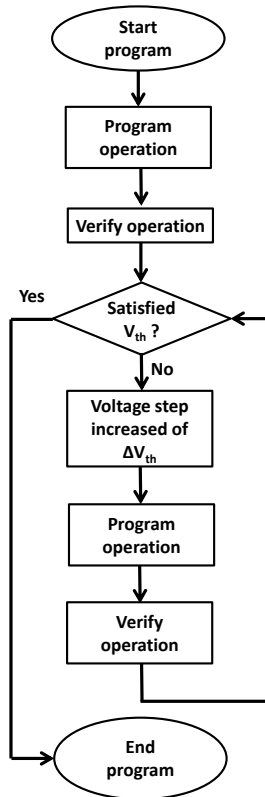 Start
program
Program
operation
Verify operation
Yes
Satisfied
Vth ?
No
Voltage step
increased of
ΔVth
Program
operation
Verify
operation
End
program